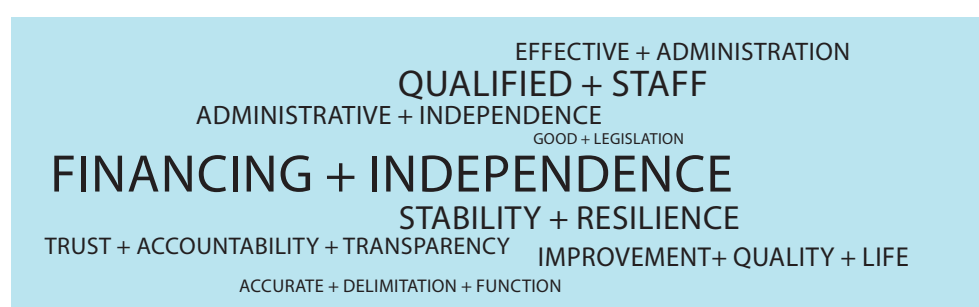 EFFECTIVE + ADMINISTRATION
QUALIFIED + STAFF
ADMINISTRATIVE + INDEPENDENCE
GOOD + LEGISLATION
FINANCING + INDEPENDENCE
STABILITY + RESILIENCE
TRUST + ACCOUNTABILITY + TRANSPARENCY
IMPROVEMENT+ QUALITY + LIFE
ACCURATE + DELIMITATION + FUNCTION